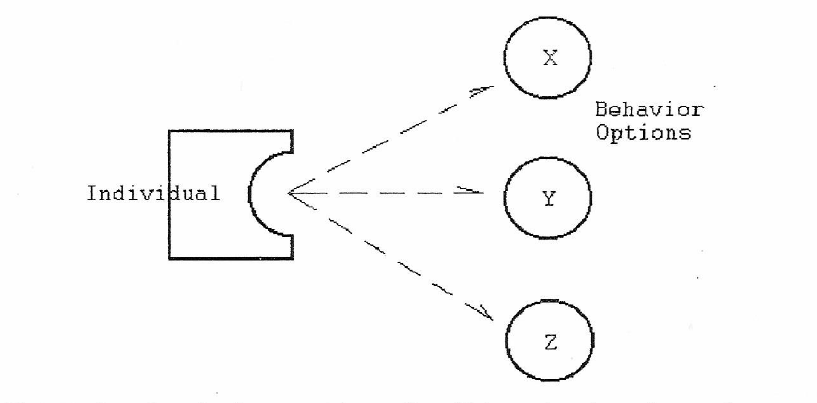 X
Behavior
Options
Individual
Y
Z